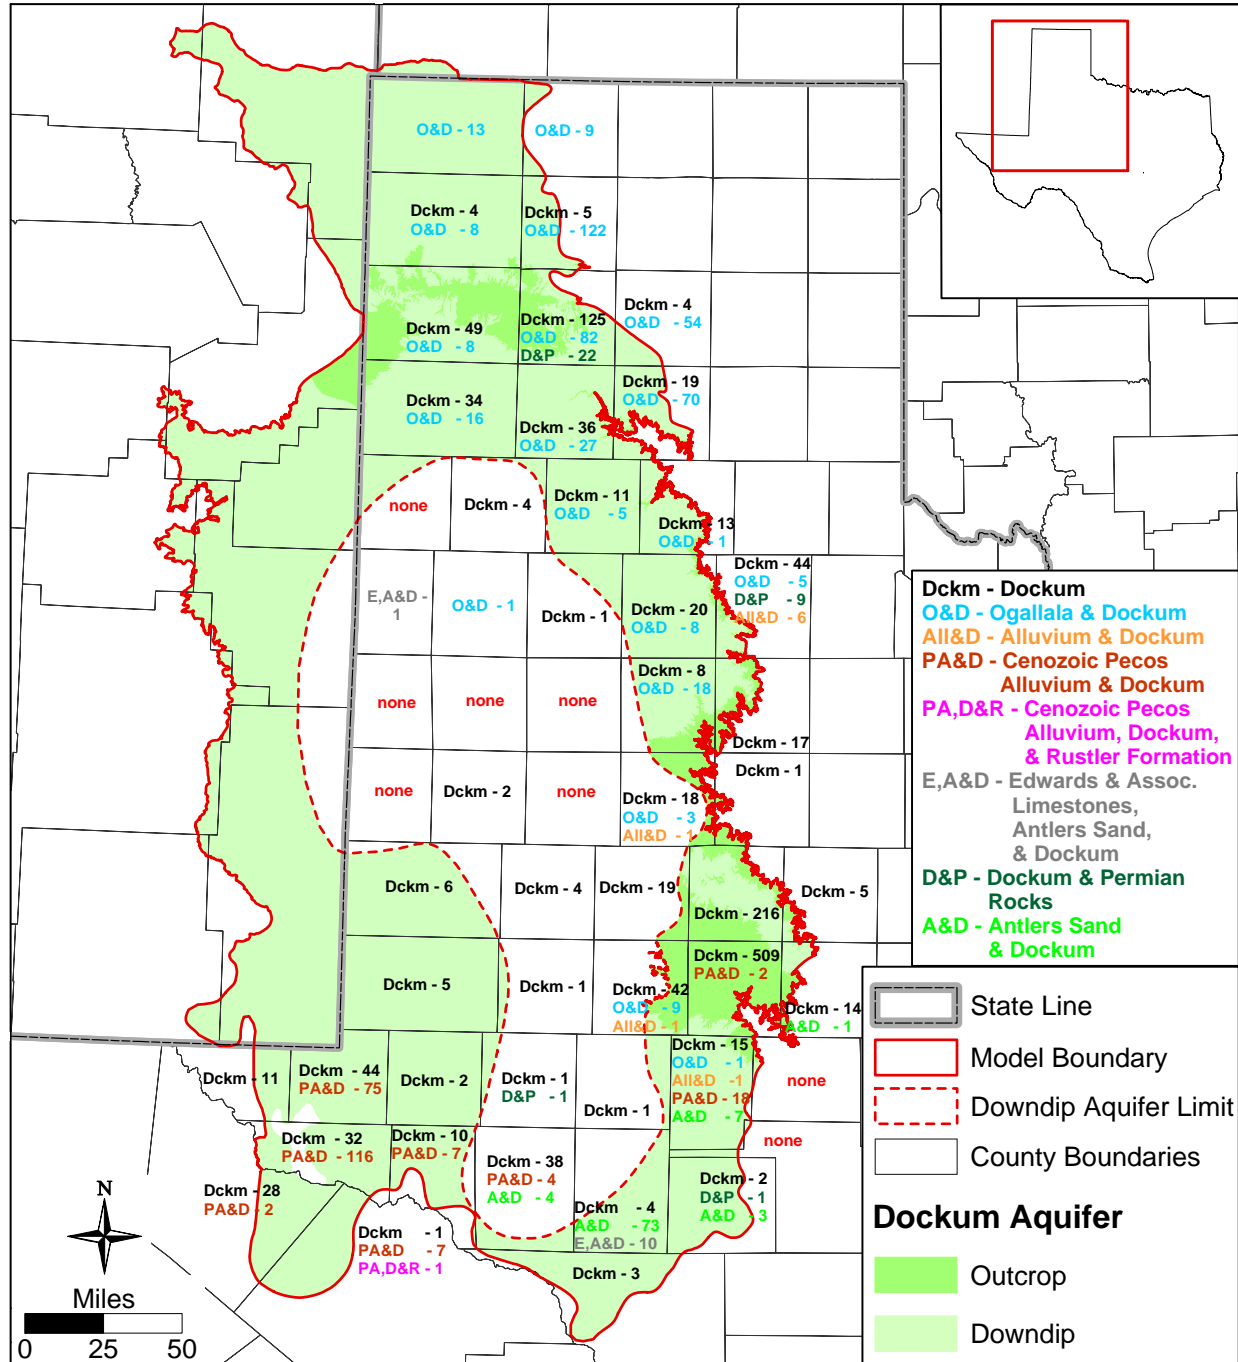 O&D - 13
O&D - 9
Dckm - 4
O&D - 8
Dckm - 5
O&D - 122
Dckm - 49
O&D - 8
Dckm - 125
O&D - 82
D&P - 22
Dckm - 4
O&D - 54
Dckm - 34
O&D - 16
Dckm - 36
O&D - 27
Dckm - 19
O&D - 70
none
Dckm - 4
Dckm - 11
O&D - 5
Dckm - 13
O&D - 1
E,A&D -
1
O&D - 1
Dckm - 1
Dckm - 20
O&D - 8
Dckm - 44
O&D - 5
D&P - 9
All&D - 6
none
none
none
Dckm - 8
O&D - 18
Dckm - 17
none
Dckm - 2
none
Dckm - 18
O&D - 3
All&D - 1
Dckm - 1
Dckm - 6
Dckm - 4
Dckm - 19
Dckm - 216
Dckm - 5
Dckm - 5
Dckm - 1
Dckm - 42
O&D - 9
All&D - 1
Dckm - 509
PA&D - 2
Dckm - 14
A&D - 1
Dckm - 11
Dckm - 44
PA&D - 75
Dckm - 2
Dckm - 1
D&P - 1
Dckm - 1
Dckm - 15
O&D - 1
All&D - 1
PA&D - 18
A&D - 7
none
Dckm - 32
PA&D - 116
Dckm - 10
PA&D - 7
Dckm - 38
PA&D - 4
A&D - 4
Dckm - 4
A&D - 73
E,A&D - 10
Dckm - 2
D&P - 1
A&D - 3
none
Dckm - 28
PA&D - 2
Dckm - 1
PA&D - 7
PA,D&R - 1
Dckm - 3
Dckm - Dockum
O&D - Ogallala & Dockum
All&D - Alluvium & Dockum
PA&D - Cenozoic Pecos
Alluvium & Dockum
PA,D&R - Cenozoic Pecos
Alluvium, Dockum,
& Rustler Formation
E,A&D - Edwards & Assoc.
Limestones,
Antlers Sand,
& Dockum
D&P - Dockum & Permian
Rocks
A&D - Antlers Sand
& Dockum
State Line
Model Boundary
Downdip Aquifer Limit
County Boundaries
Dockum Aquifer
Outcrop
Downdip
N
Miles
0 25 50